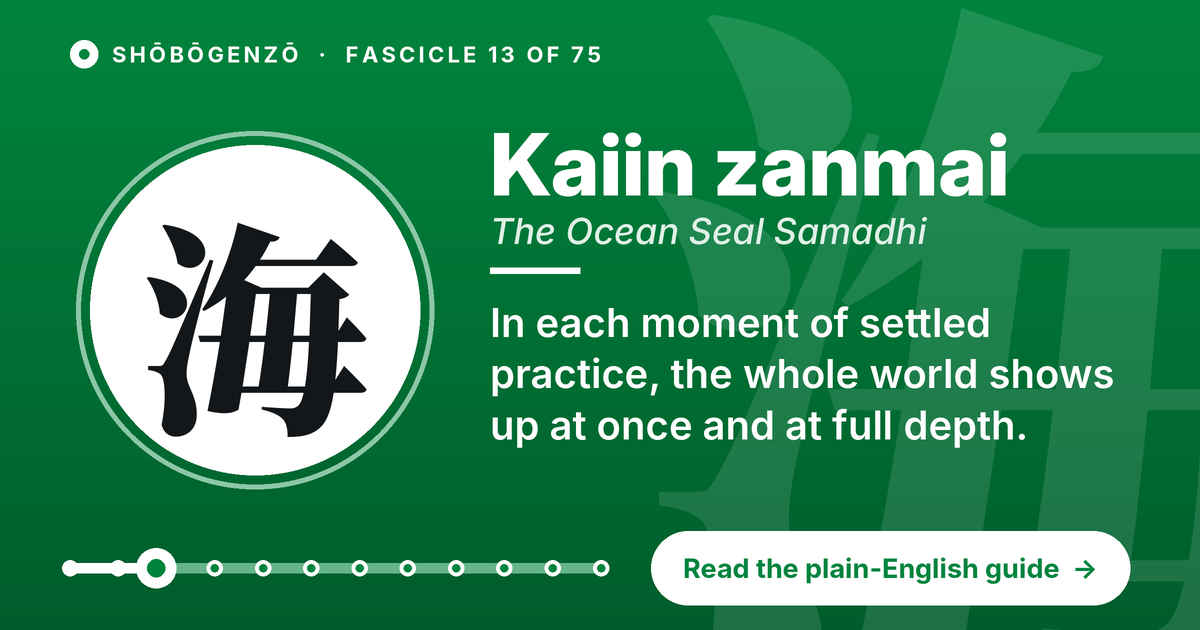 SHŌBŌGENZŌ · FASCICLE 13 OF 75
海
Kaiin zanmai
The Ocean Seal Samadhi
In each moment of settled
practice, the whole world shows
up at once and at full depth.
Read the plain-English guide →